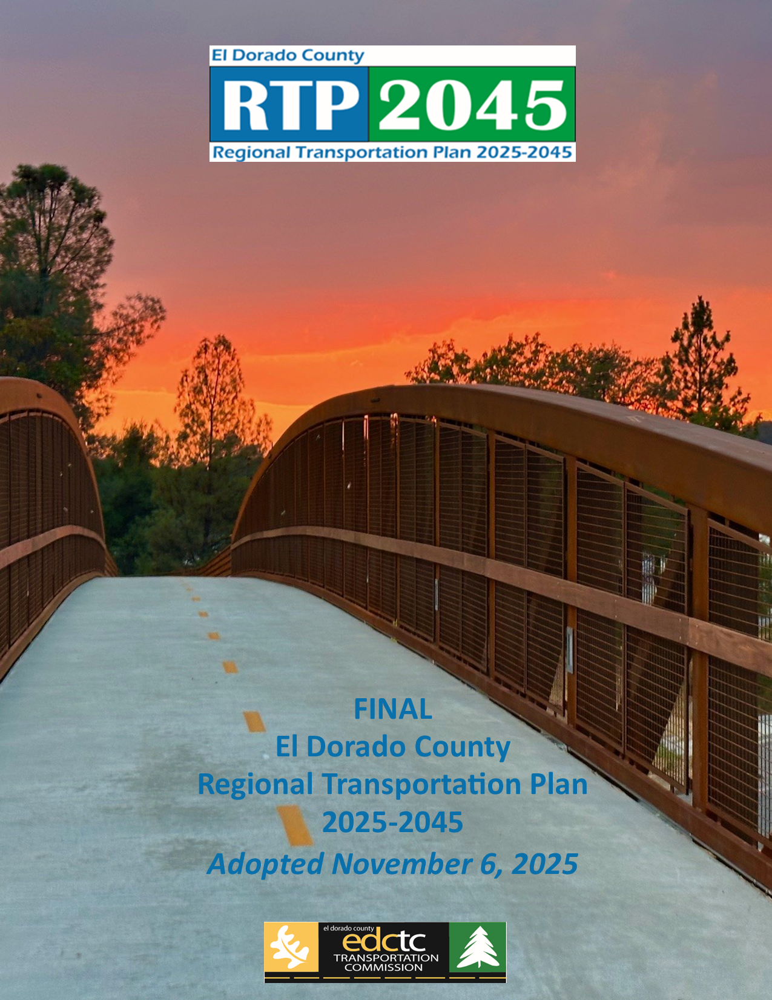 El Dorado County
RTP 2045
Regional Transportation Plan 2025-2045
FINAL
El Dorado County
Regional Transportation Plan
2025-2045
Adopted November 6, 2025
el dorado county
edctc
TRANSPORTATION
COMMISSION